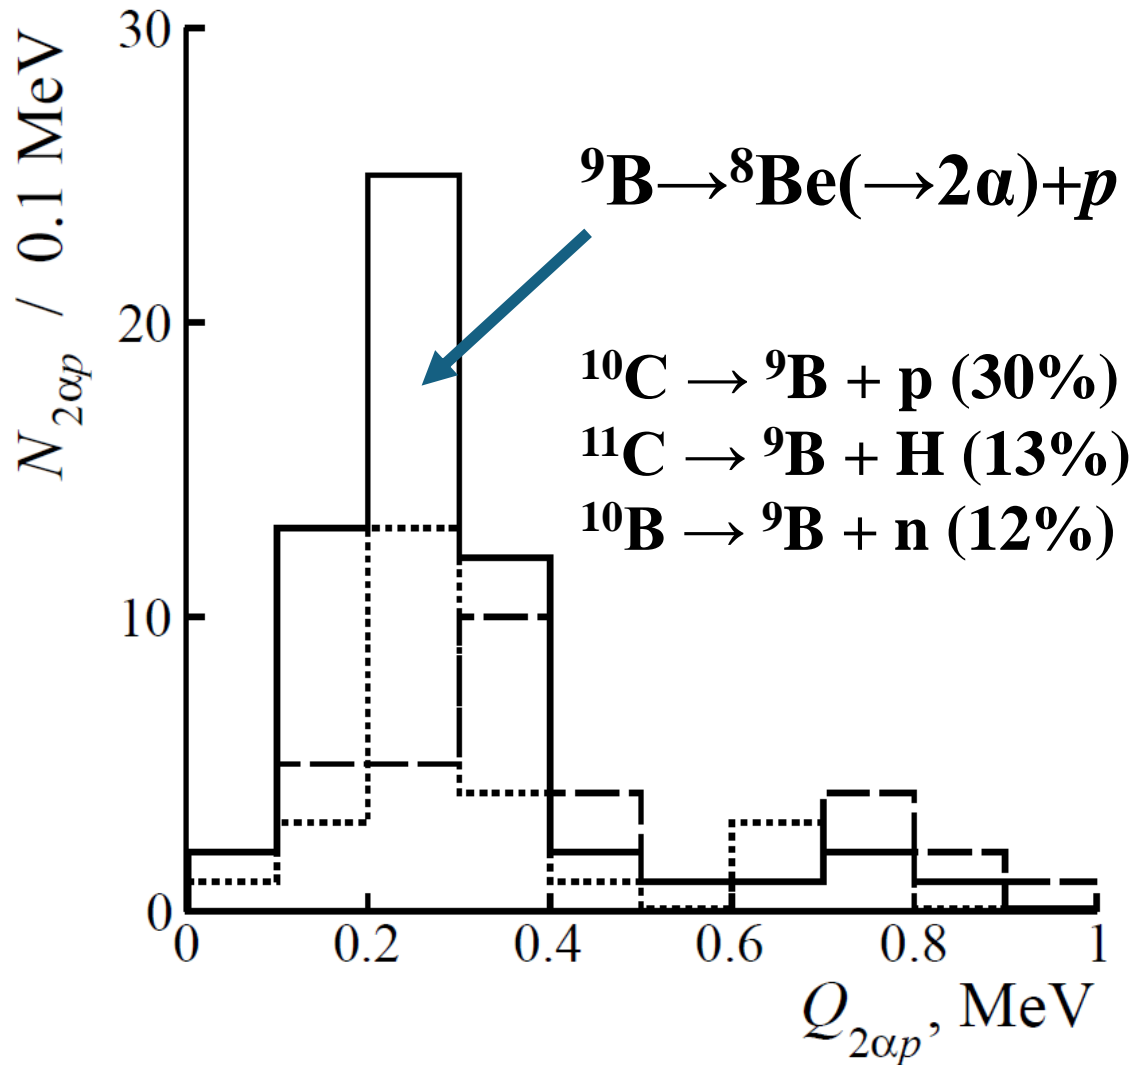 30
20
10
0
N₂αp / 0.1 MeV
⁹B→⁸Be(→2α)+p
¹⁰C → ⁹B + p (30%)
¹¹C → ⁹B + H (13%)
¹⁰B → ⁹B + n (12%)
0 0.2 0.4 0.6 0.8 1
Q₂αp, MeV